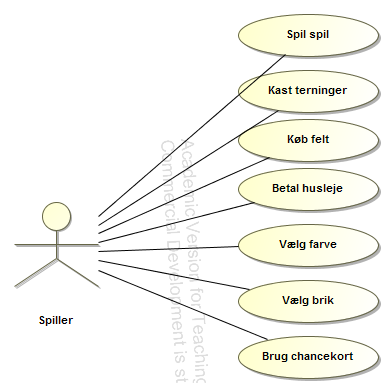 Spil spil
Kast terninger
Køb felt
Betal husleje
Vælg farve
Vælg brik
Brug chancekort
Spiller
Academic Version for Teaching
Commercial Development is st